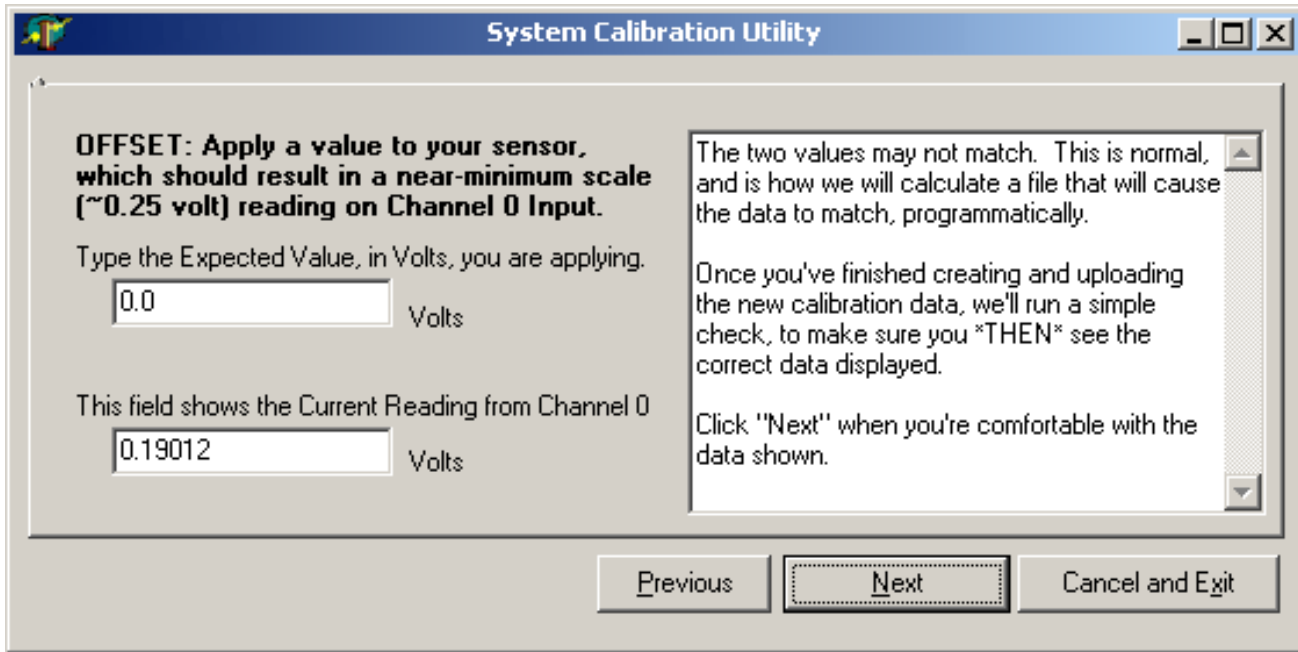 System Calibration Utility
OFFSET: Apply a value to your sensor,
which should result in a near-minimum scale
(~0.25 volt) reading on Channel 0 Input.
Type the Expected Value, in Volts, you are applying.
0.0
Volts
This field shows the Current Reading from Channel 0
0.19012
Volts
The two values may not match.  This is normal,
and is how we will calculate a file that will cause
the data to match, programmatically.
Once you've finished creating and uploading
the new calibration data, we'll run a simple
check, to make sure you *THEN* see the
correct data displayed.
Click "Next" when you're comfortable with the
data shown.
Previous
Next
Cancel and Exit